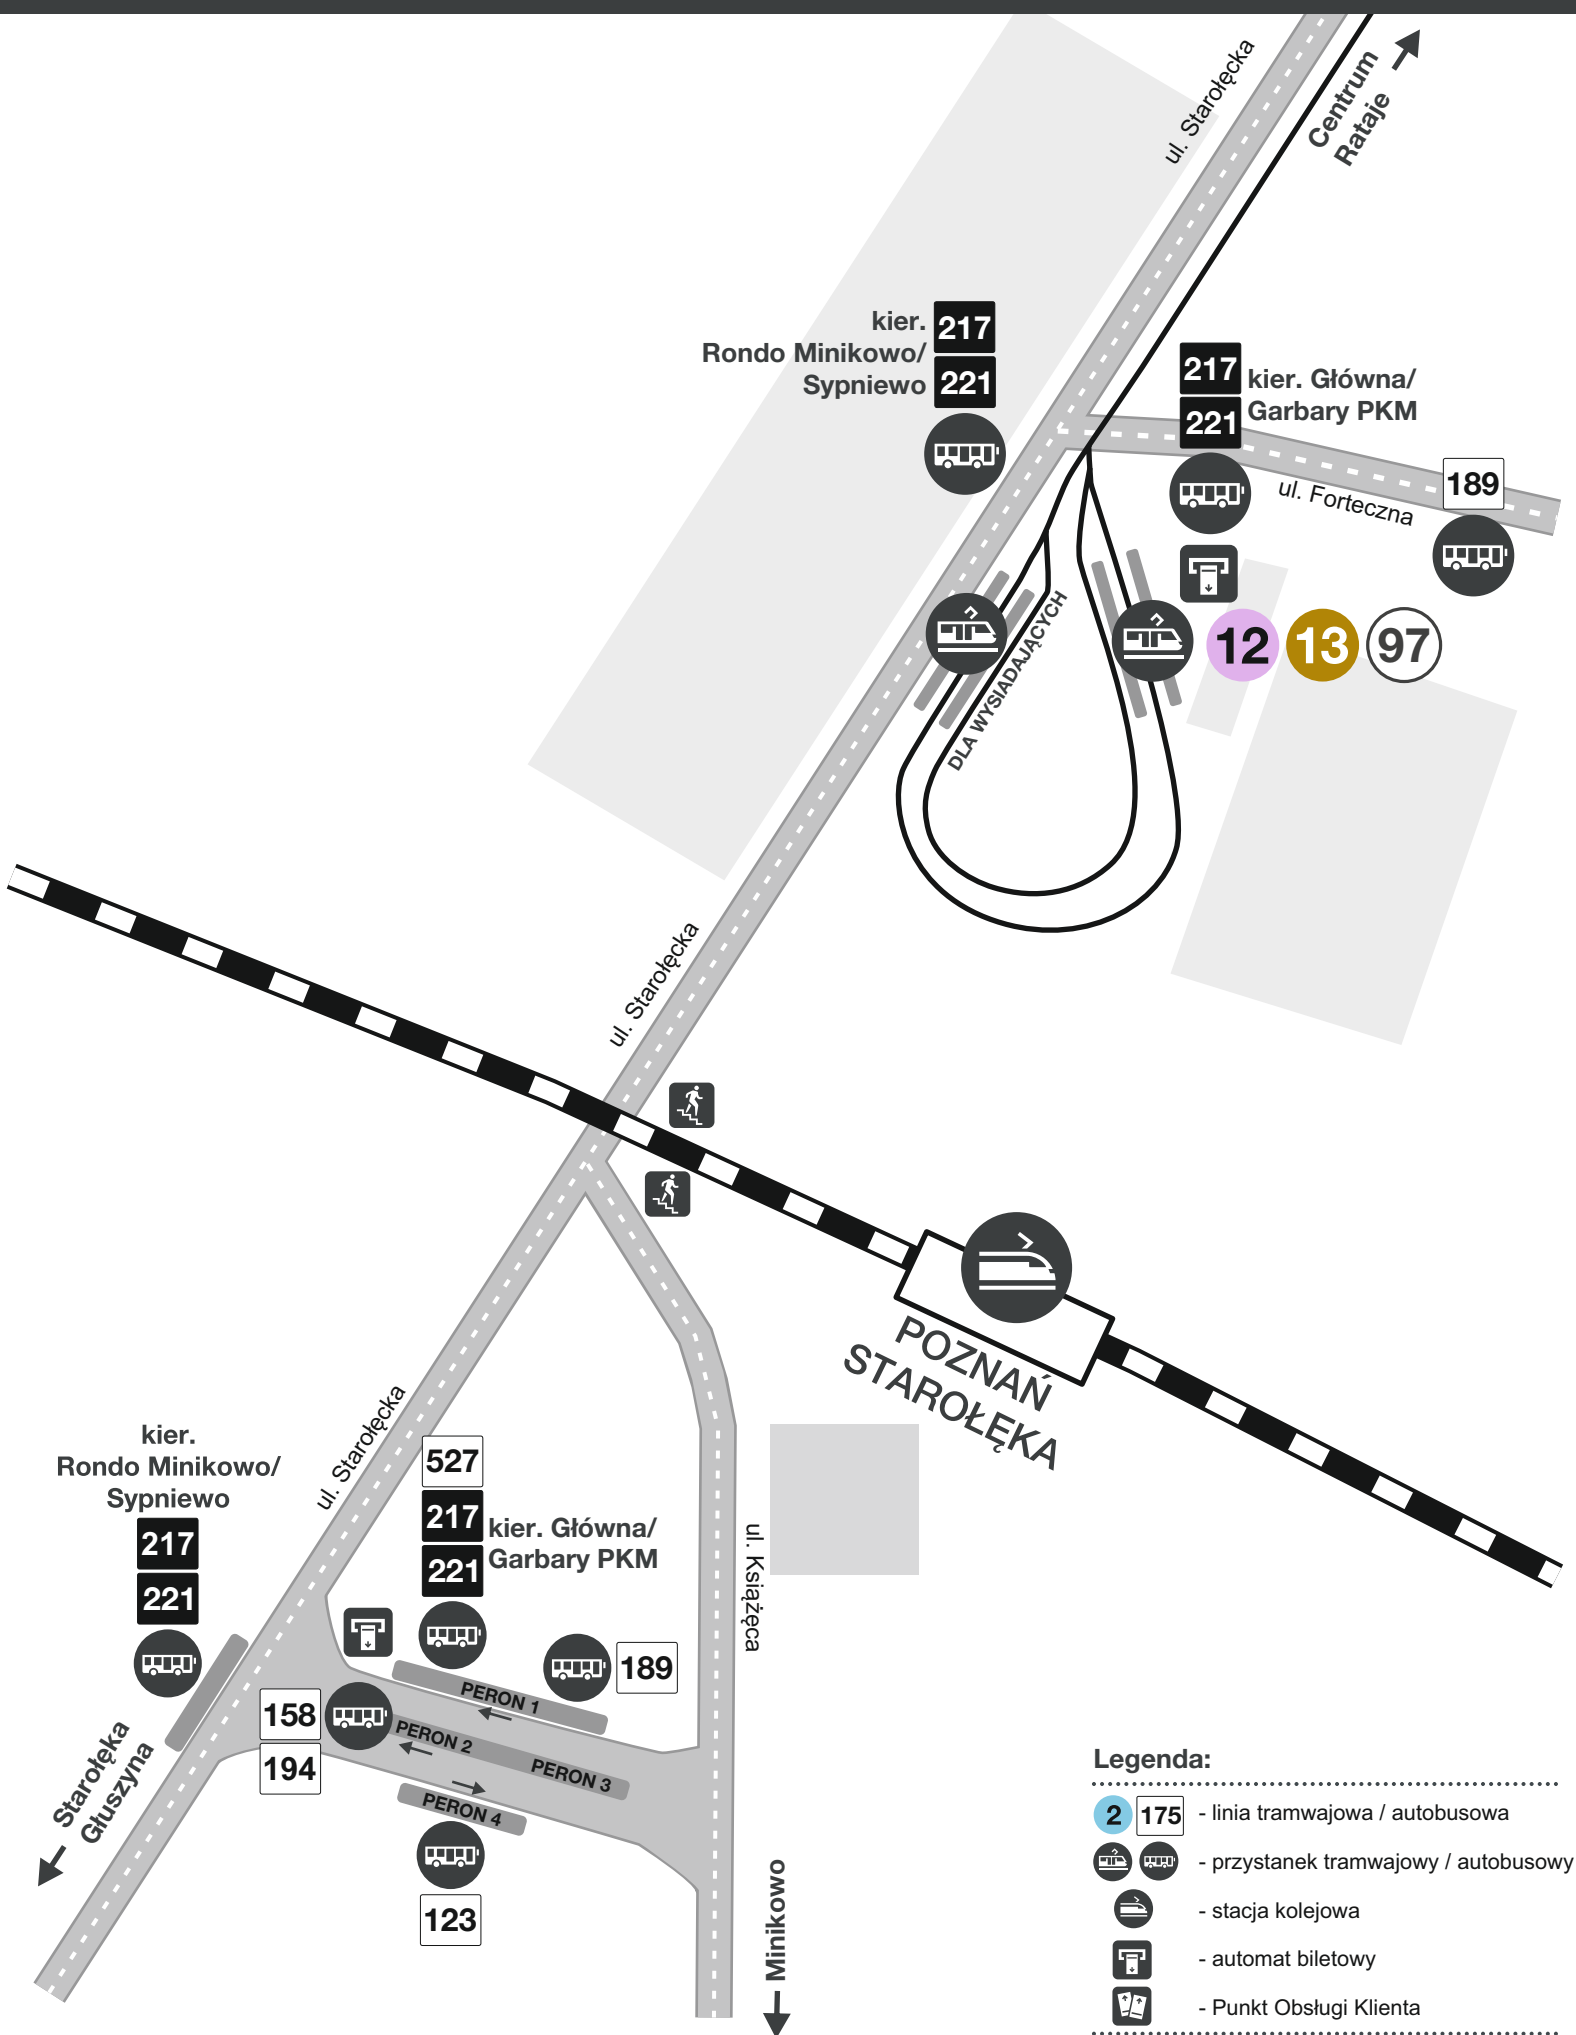 ul. Starołęcka
Centrum
Rataje
kier.
Rondo Minikowo/
Sypniewo
217
221
217
221
kier. Główna/
Garbary PKM
189
ul. Forteczna
DLA WYSIADAJĄCYCH
12
13
97
ul. Starołęcka
POZNAŃ
STAROŁĘKA
ul. Starołęcka
kier.
Rondo Minikowo/
Sypniewo
217
221
527
217
221
kier. Główna/
Garbary PKM
ul. Książęca
189
PERON 1
158
194
PERON 2
PERON 3
PERON 4
123
Starołęka
Głuszyna
Minikowo
Legenda:
2 175 - linia tramwajowa / autobusowa
- przystanek tramwajowy / autobusowy
- stacja kolejowa
- automat biletowy
- Punkt Obsługi Klienta